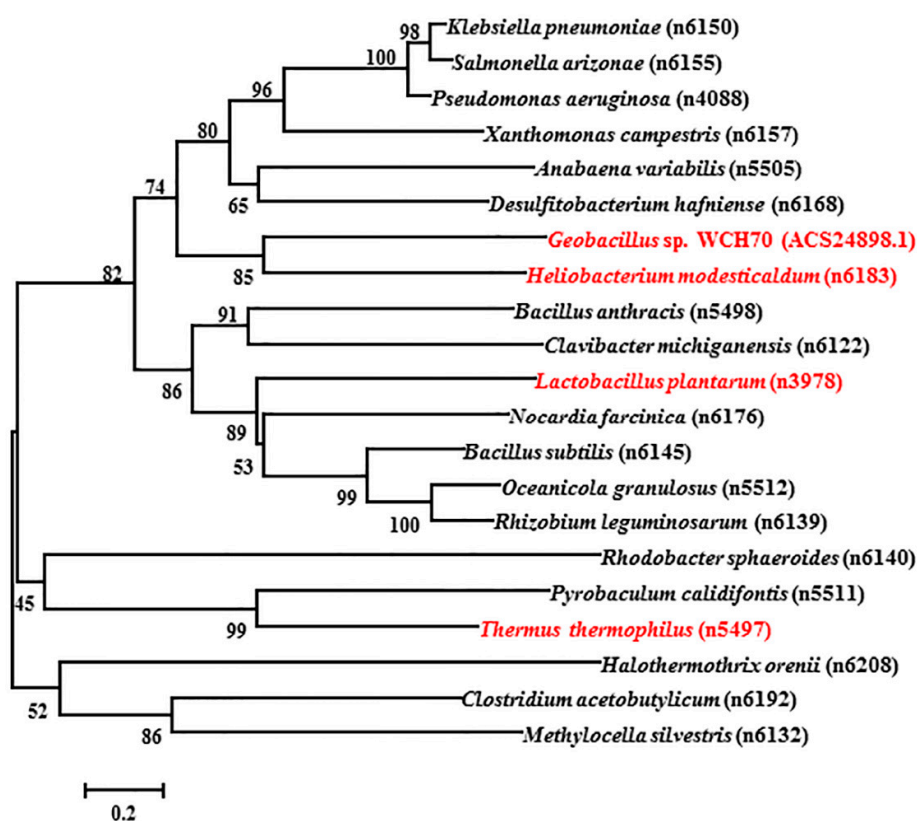 98
Klebsiella pneumoniae (n6150)
100
Salmonella arizonae (n6155)
96
Pseudomonas aeruginosa (n4088)
80
Xanthomonas campestris (n6157)
Anabaena variabilis (n5505)
74
65
Desulfitobacterium hafniense (n6168)
Geobacillus sp. WCH70 (ACS24898.1)
82
85
Heliobacterium modesticaldum (n6183)
91
Bacillus anthracis (n5498)
Clavibacter michiganensis (n6122)
86
Lactobacillus plantarum (n3978)
89
Nocardia farcinica (n6176)
53
Bacillus subtilis (n6145)
99
Oceanicola granulosus (n5512)
100
Rhizobium leguminosarum (n6139)
Rhodobacter sphaeroides (n6140)
45
Pyrobaculum calidifontis (n5511)
99
Thermus thermophilus (n5497)
Halothermothrix orenii (n6208)
52
Clostridium acetobutylicum (n6192)
86
Methylocella silvestris (n6132)
0.2